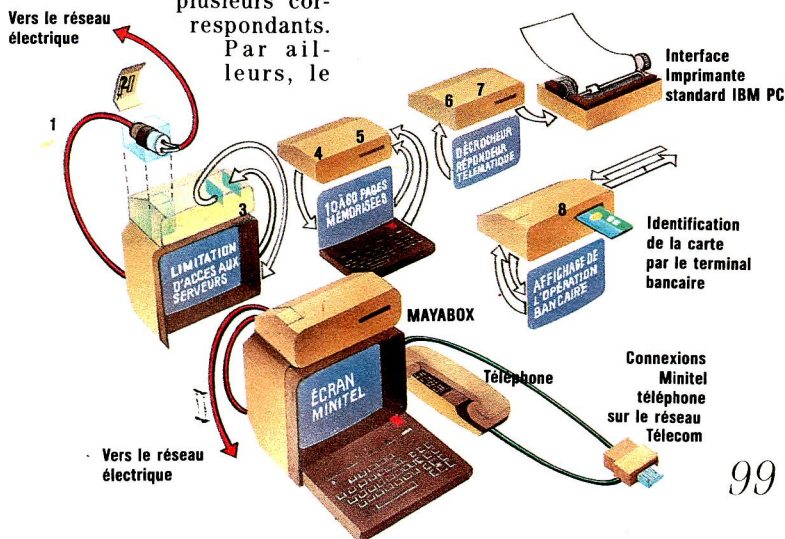 plusieurs cor-
respondants.
Par ail-
leurs, le
Vers le réseau
électrique
1
3
LIMITATION
D'ACCES AUX
SERVEURS
4 5
10 À 60 PAGES
MÉMORISÉES
6 7
DÉCROCHEUR
RÉPONDEUR
TÉLÉMATIQUE
Interface
Imprimante
standard IBM PC
8
AFFICHAGE DE
L'OPÉRATION
BANCAIRE
Identification
de la carte
par le terminal
bancaire
MAYABOX
ÉCRAN
MINITEL
Téléphone
Connexions
Minitel
téléphone
sur le réseau
Télecom
Vers le réseau
électrique
99